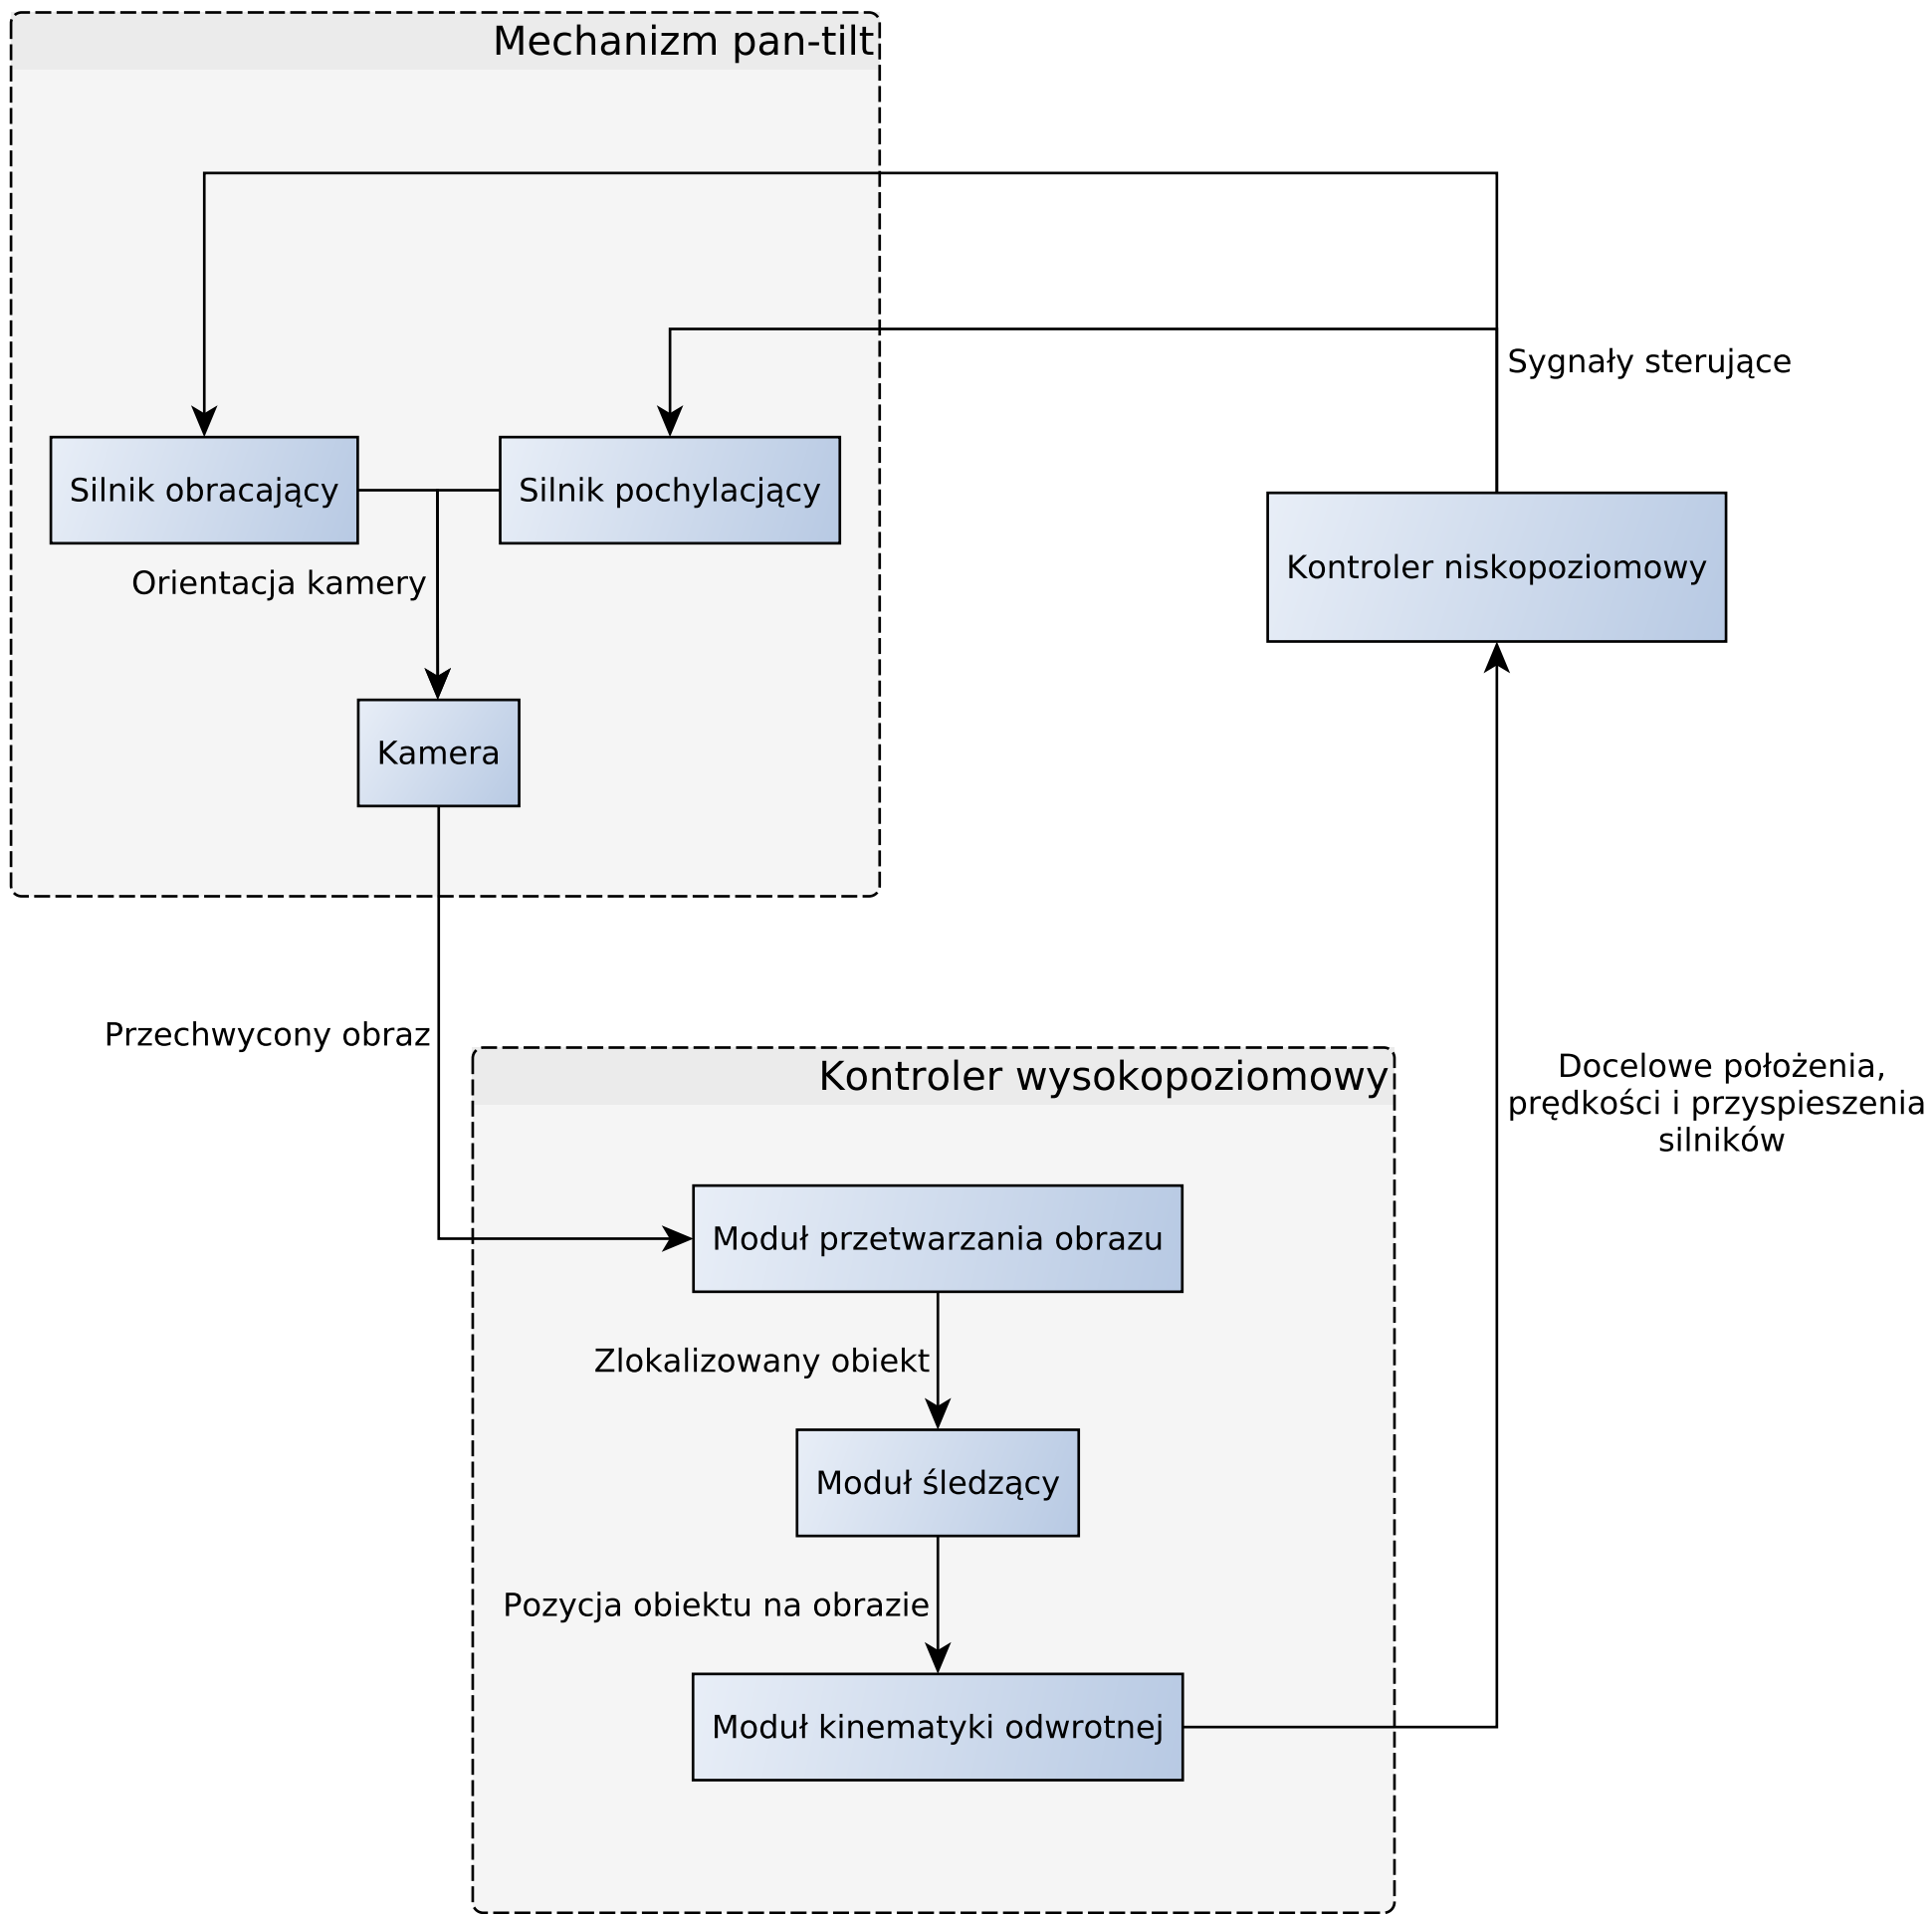 Mechanizm pan-tilt
Sygnały sterujące
Silnik obracający
Silnik pochylacjący
Kontroler niskopoziomowy
Orientacja kamery
Kamera
Przechwycony obraz
Kontroler wysokopoziomowy
Docelowe położenia,
prędkości i przyspieszenia
silników
Moduł przetwarzania obrazu
Zlokalizowany obiekt
Moduł śledzący
Pozycja obiektu na obrazie
Moduł kinematyki odwrotnej